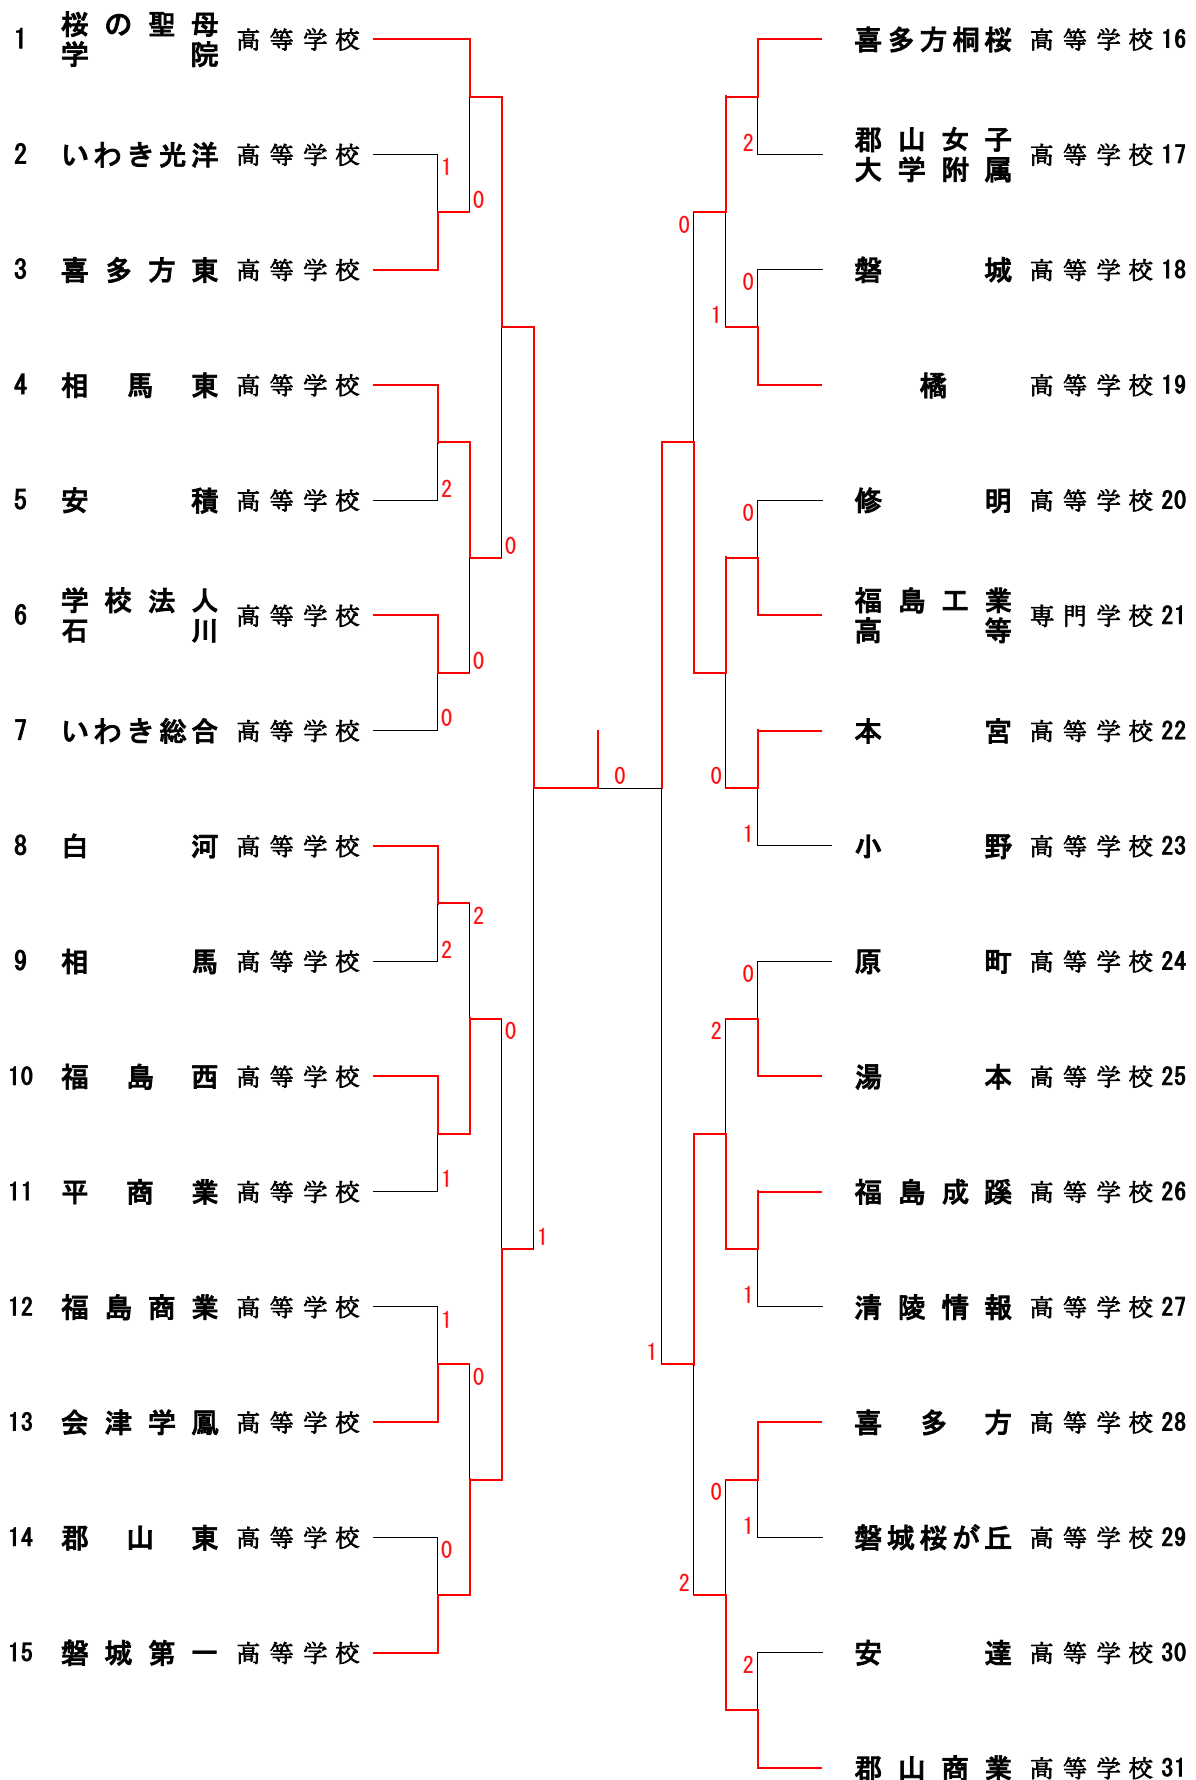 1 桜の聖母学院 高等学校
2 いわき光洋 高等学校
1
0
3 喜多方東 高等学校
4 相馬東 高等学校
5 安積 高等学校
2
0
6 学校法人石川 高等学校
0
7 いわき総合 高等学校
0
8 白河 高等学校
2
9 相馬 高等学校
2
0
10 福島西 高等学校
11 平商業 高等学校
1
1
12 福島商業 高等学校
1
0
13 会津学鳳 高等学校
14 郡山東 高等学校
0
15 磐城第一 高等学校
0
喜多方桐桜 高等学校 16
2
郡山女子大学附属 高等学校 17
0
磐城 高等学校 18
0
1
橘 高等学校 19
修明 高等学校 20
0
福島工業高等 専門学校 21
本宮 高等学校 22
0
1
小野 高等学校 23
原町 高等学校 24
0
2
湯本 高等学校 25
福島成蹊 高等学校 26
1
清陵情報 高等学校 27
1
喜多方 高等学校 28
0
1
磐城桜が丘 高等学校 29
2
安達 高等学校 30
2
郡山商業 高等学校 31